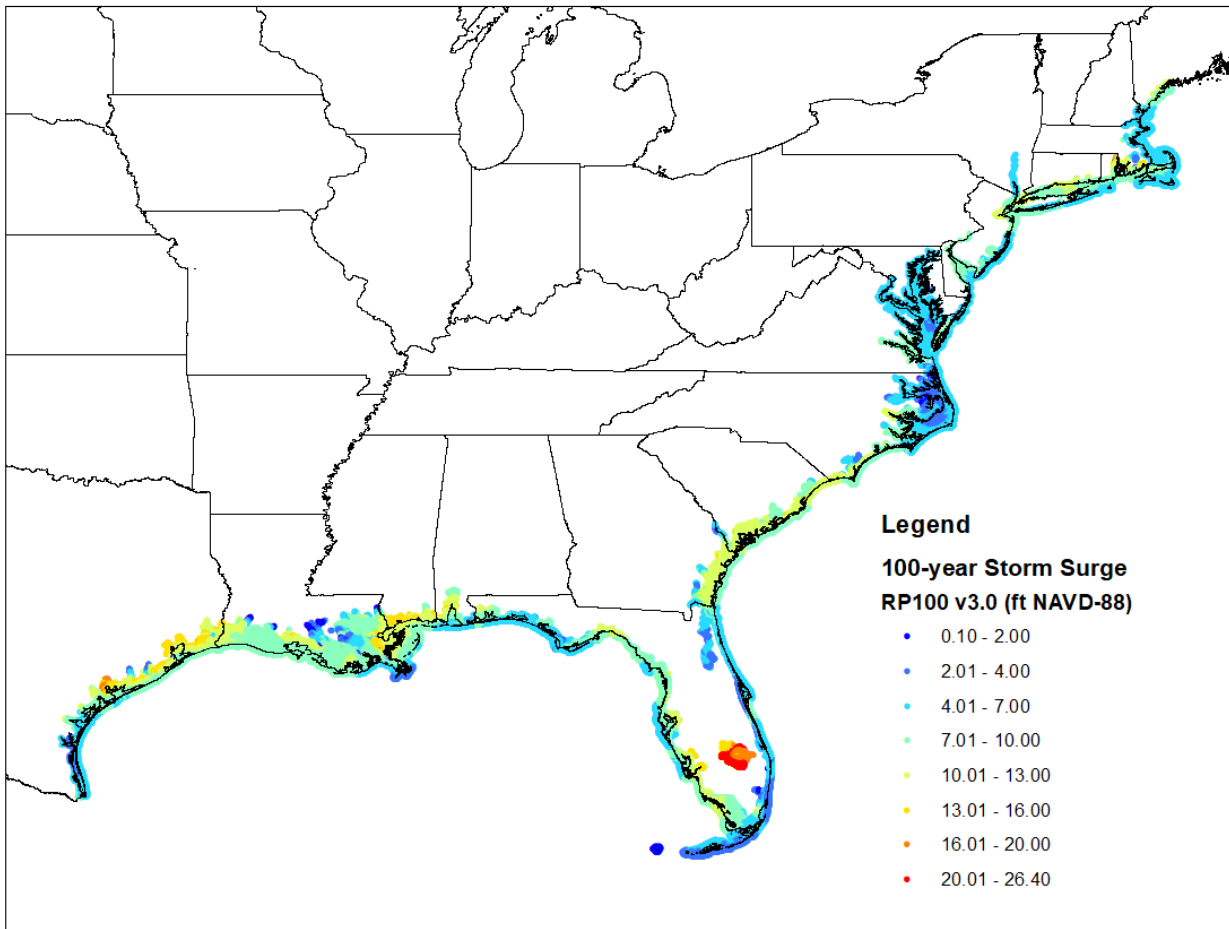 Legend
100-year Storm Surge
RP100 v3.0 (ft NAVD-88)
0.10 - 2.00
2.01 - 4.00
4.01 - 7.00
7.01 - 10.00
10.01 - 13.00
13.01 - 16.00
16.01 - 20.00
20.01 - 26.40